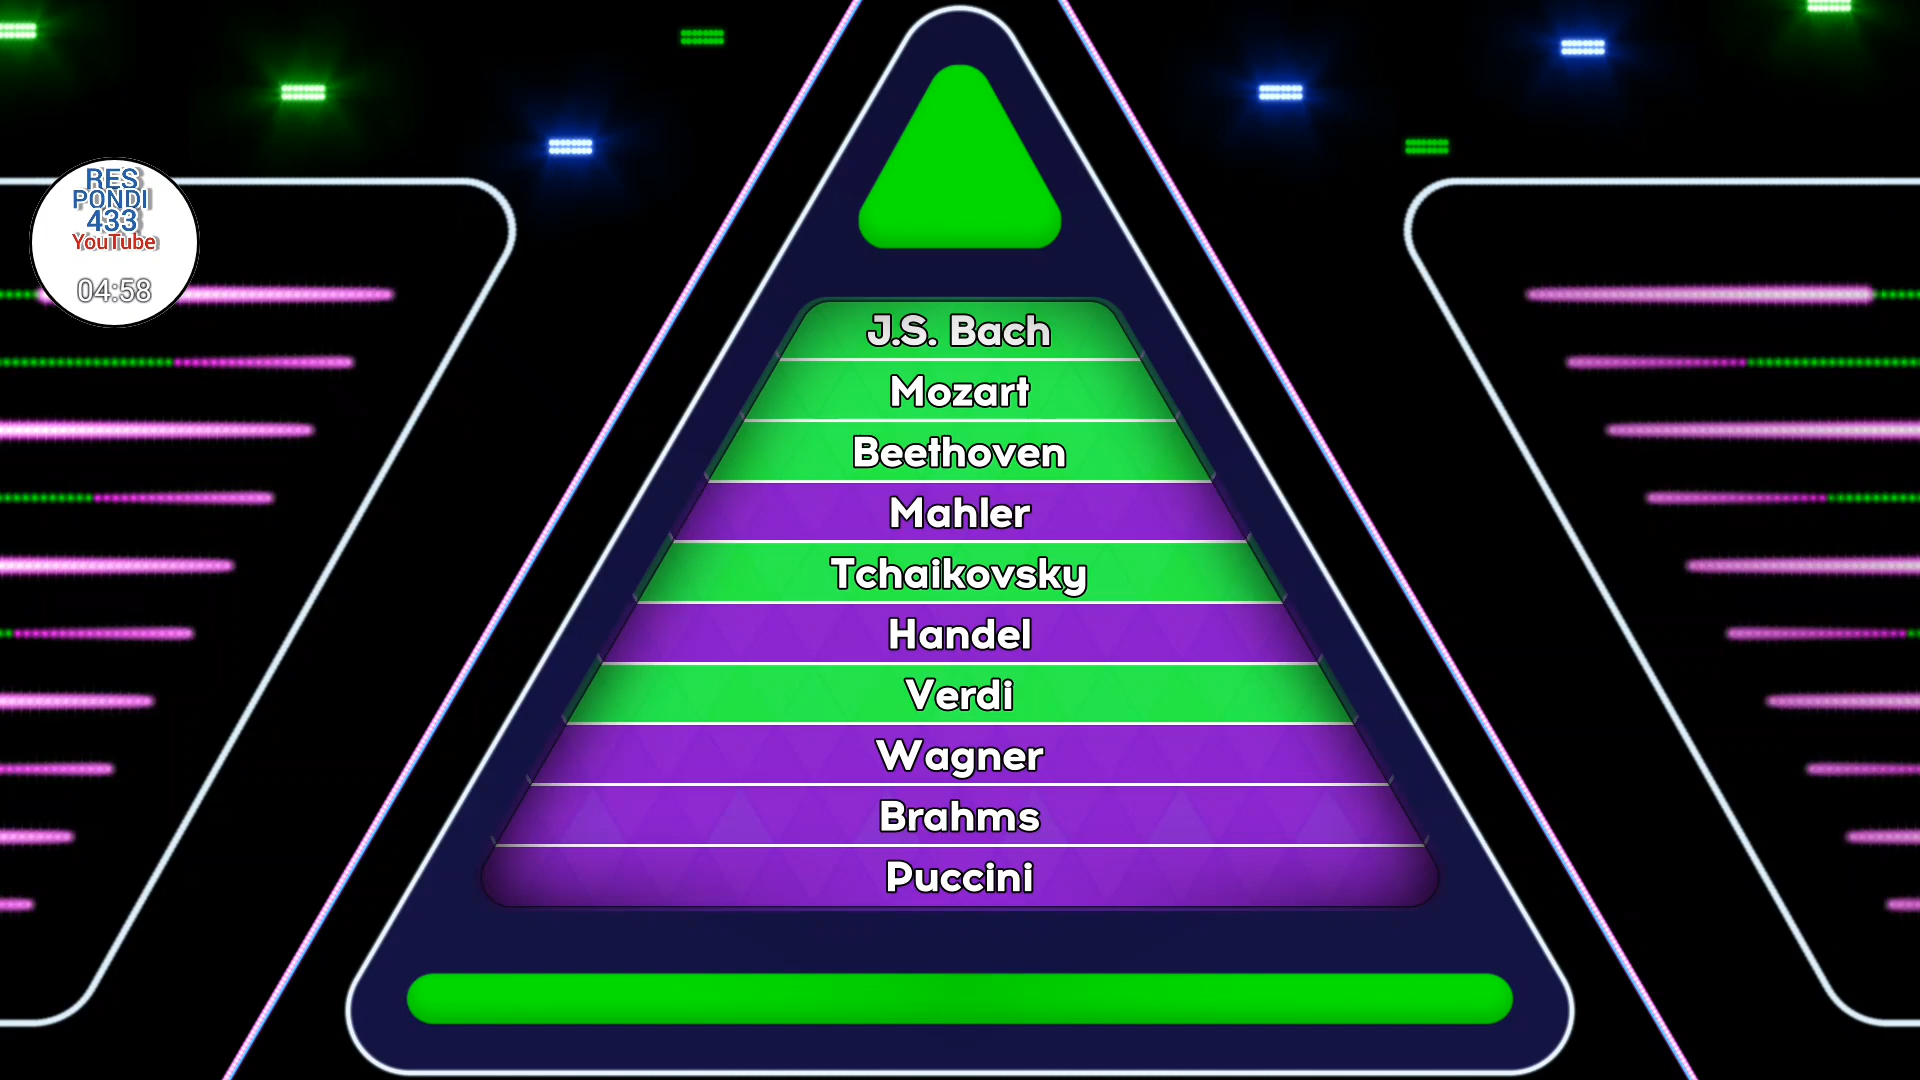 RES
PONDI
433
YouTube
04:58
J.S. Bach
Mozart
Beethoven
Mahler
Tchaikovsky
Handel
Verdi
Wagner
Brahms
Puccini